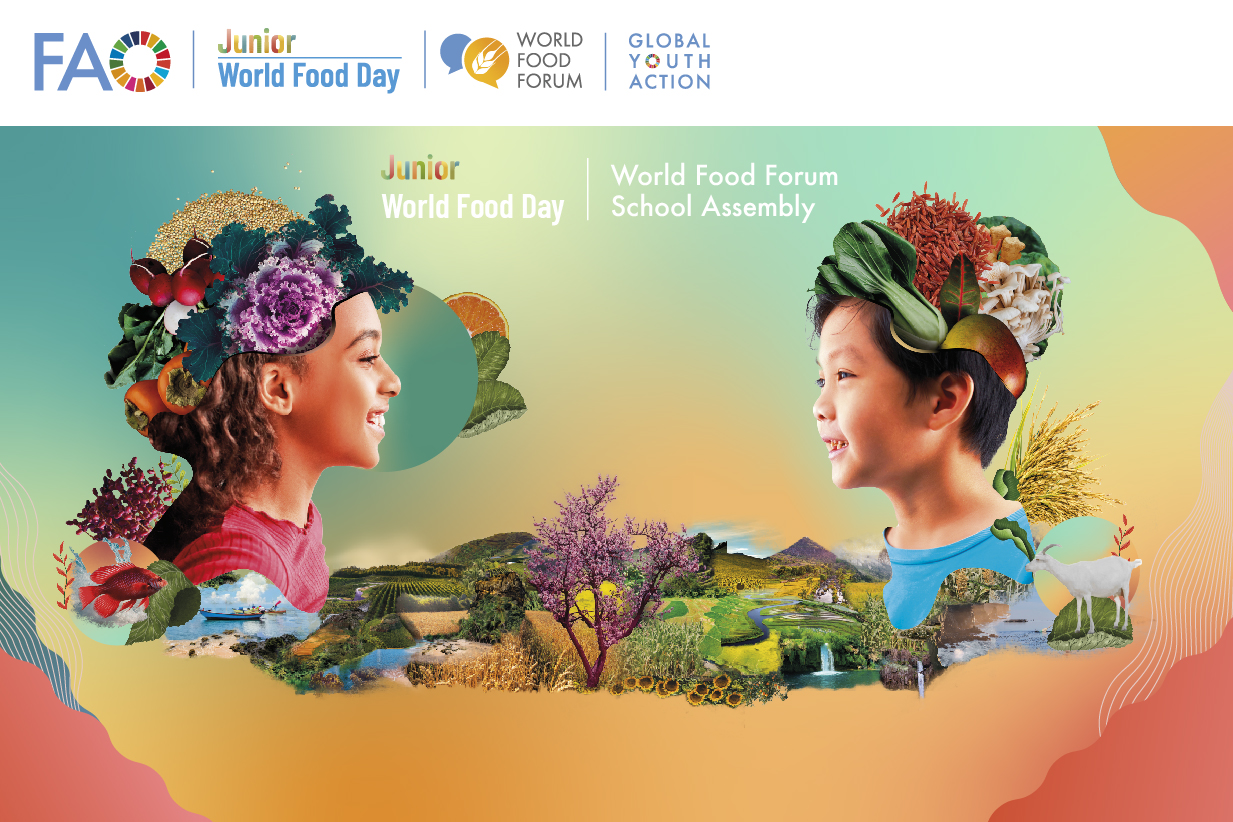 FAO
Junior
World Food Day
WORLD
FOOD
FORUM
GLOBAL
YOUTH
ACTION
Junior
World Food Day
World Food Forum
School Assembly